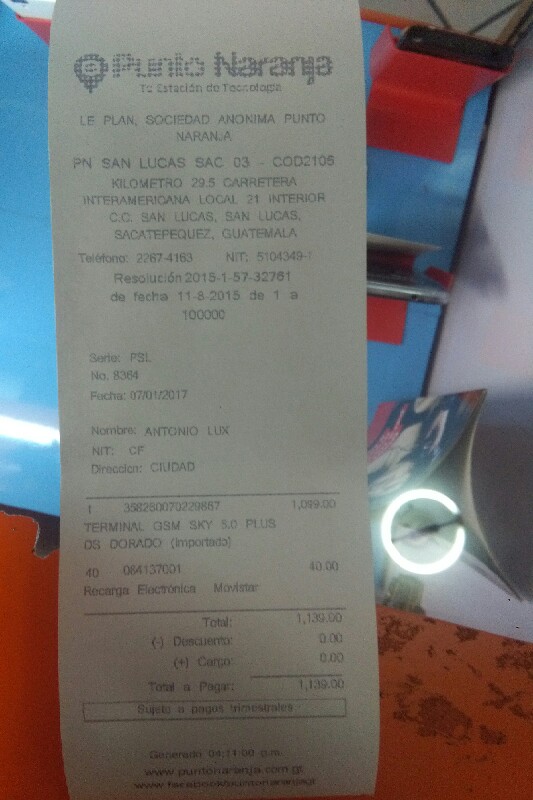 Punto Naranja
Tu Estación de Tecnología
LE PLAN, SOCIEDAD ANONIMA PUNTO
NARANJA
PN SAN LUCAS SAC 03 - COD2105
KILOMETRO 29.5 CARRETERA
INTERAMERICANA LOCAL 21 INTERIOR
C.C. SAN LUCAS, SAN LUCAS,
SACATEPEQUEZ, GUATEMALA
Teléfono: 2267-4163 NIT: 5104349-1
Resolución 2015-1-57-32761
de fecha 11-8-2015 de 1 a
100000
Serie: PSL
No. 8364
Fecha: 07/01/2017
Nombre: ANTONIO LUX
NIT: CF
Direccion: CIUDAD
1 358280070229867 1,099.00
TERMINAL GSM SKY 5.0 PLUS
DS DORADO (Importado)
40 084137001 40.00
Recarga Electrónica Movistar
Total: 1,139.00
(-) Descuento: 0.00
(+) Cargo: 0.00
Total a Pagar: 1,139.00
Sujeto a pagos trimestrales
Generado 04:11:00 p.m.
www.puntonaranja.com.gt
www.facebook/puntonaranjagt